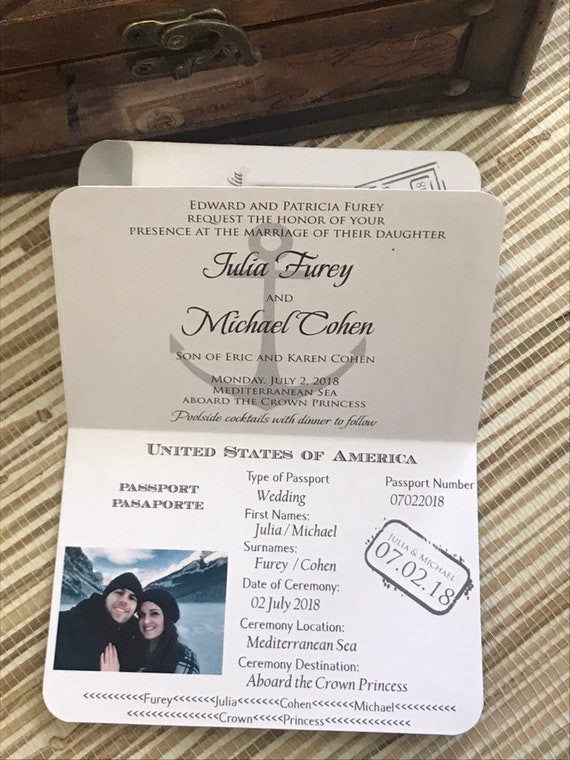 EDWARD AND PATRICIA FUREY
REQUEST THE HONOR OF YOUR
PRESENCE AT THE MARRIAGE OF THEIR DAUGHTER
Julia Furey
AND
Michael Cohen
SON OF ERIC AND KAREN COHEN
MONDAY, JULY 2, 2018
MEDITERRANEAN SEA
ABOARD THE CROWN PRINCESS
Poolside cocktails with dinner to follow
UNITED STATES OF AMERICA
PASSPORT
PASAPORTE
Type of Passport
Wedding
Passport Number
07022018
First Names:
Julia / Michael
Surnames:
Furey / Cohen
Date of Ceremony:
02 July 2018
Ceremony Location:
Mediterranean Sea
Ceremony Destination:
Aboard the Crown Princess
JULIA & MICHAEL
07.02.18
<<<<<<<<<<Furey<<<<<<<Julia<<<<<<<Cohen<<<<<<<Michael<<<<<<<<<<
<<<<<<<<<<<<<<Crown<<<<<Princess<<<<<<<<<<<<<<